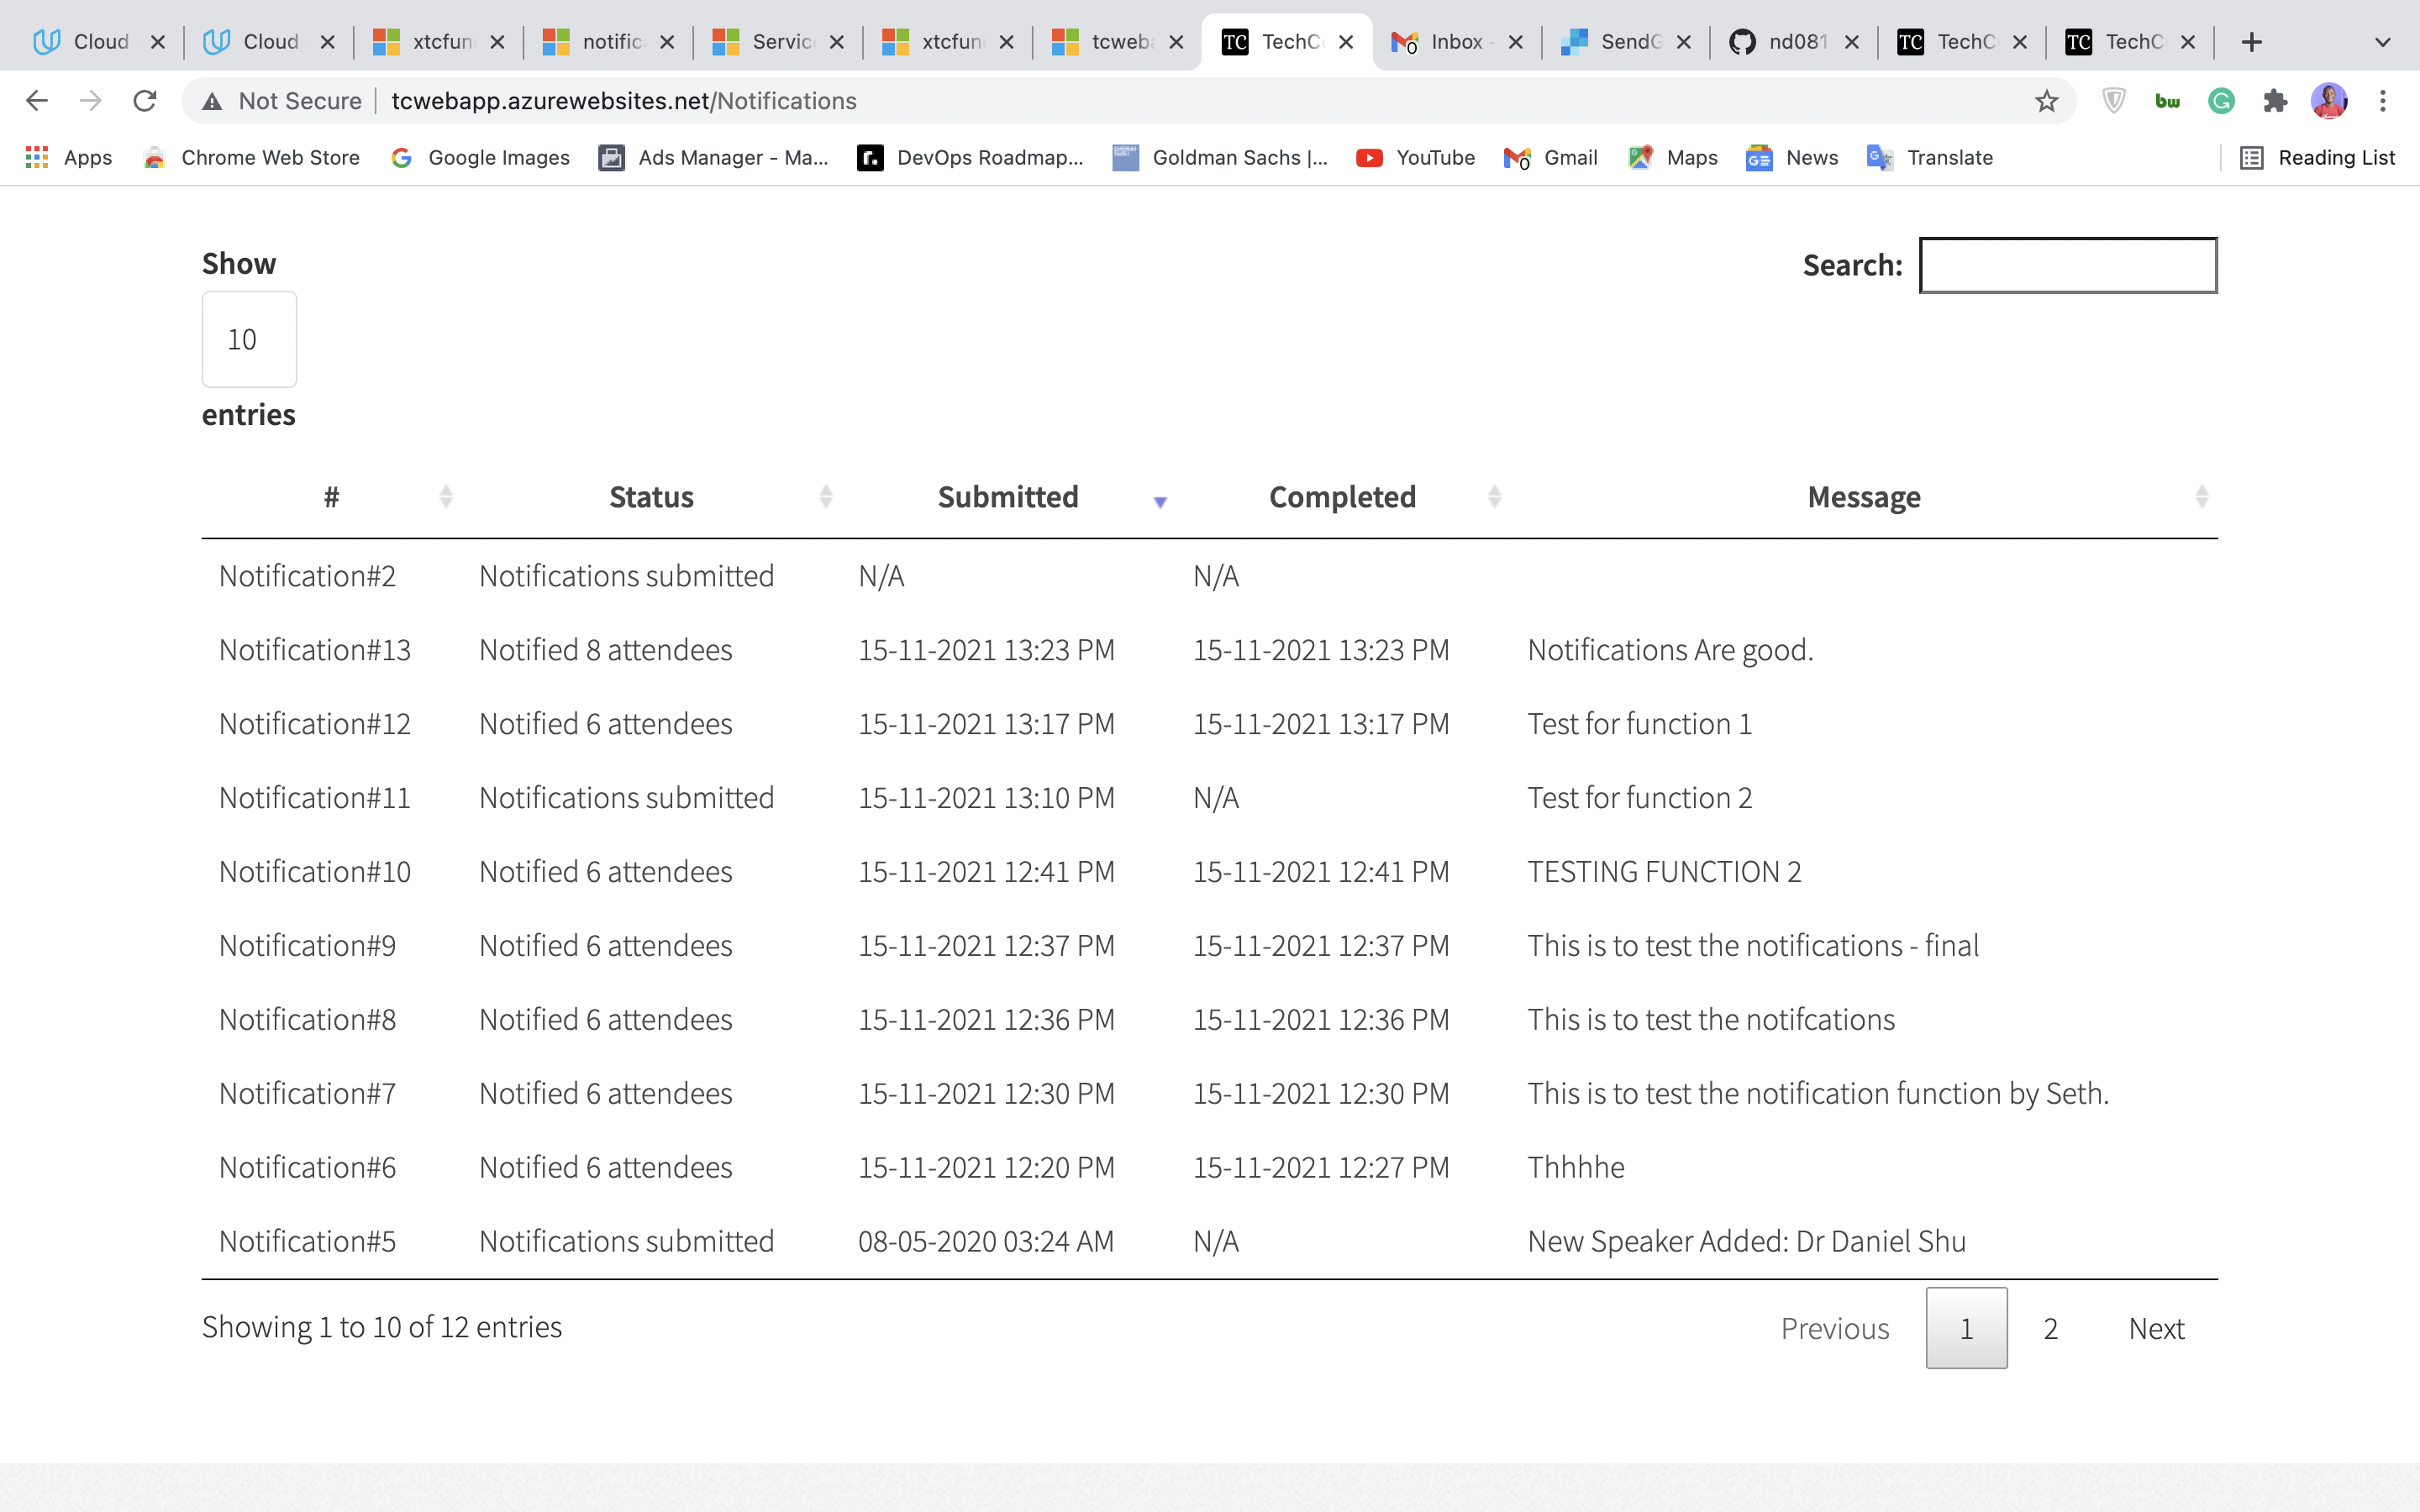 Cloud Cloud xtcfun notific Servic xtcfun tcweba TC TechC Inbox - SendG nd081 TC TechC TC TechC
Not Secure tcwebapp.azurewebsites.net/Notifications bw
Apps Chrome Web Store Google Images Ads Manager - Ma... r. DevOps Roadmap... Goldman Sachs |... YouTube Gmail Maps News Translate Reading List
Show Search:
10
entries
# Status Submitted Completed Message
Notification#2 Notifications submitted N/A N/A
Notification#13 Notified 8 attendees 15-11-2021 13:23 PM 15-11-2021 13:23 PM Notifications Are good.
Notification#12 Notified 6 attendees 15-11-2021 13:17 PM 15-11-2021 13:17 PM Test for function 1
Notification#11 Notifications submitted 15-11-2021 13:10 PM N/A Test for function 2
Notification#10 Notified 6 attendees 15-11-2021 12:41 PM 15-11-2021 12:41 PM TESTING FUNCTION 2
Notification#9 Notified 6 attendees 15-11-2021 12:37 PM 15-11-2021 12:37 PM This is to test the notifications - final
Notification#8 Notified 6 attendees 15-11-2021 12:36 PM 15-11-2021 12:36 PM This is to test the notifcations
Notification#7 Notified 6 attendees 15-11-2021 12:30 PM 15-11-2021 12:30 PM This is to test the notification function by Seth.
Notification#6 Notified 6 attendees 15-11-2021 12:20 PM 15-11-2021 12:27 PM Thhhhe
Notification#5 Notifications submitted 08-05-2020 03:24 AM N/A New Speaker Added: Dr Daniel Shu
Showing 1 to 10 of 12 entries Previous 1 2 Next